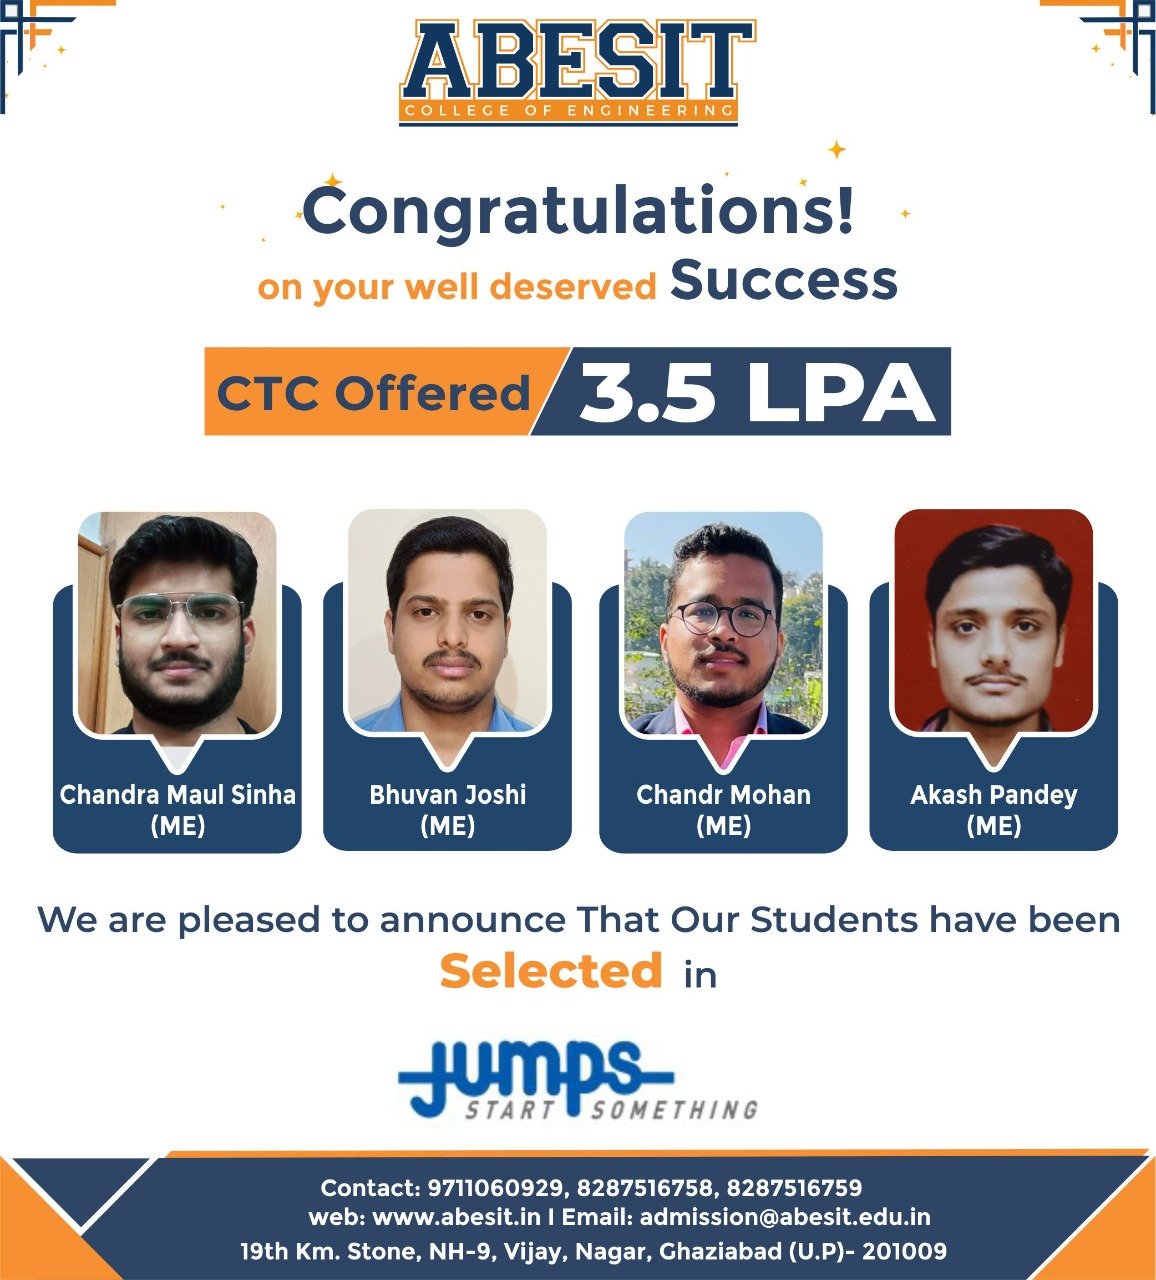 ABESIT
COLLEGE OF ENGINEERING
Congratulations!
on your well deserved Success
CTC Offered 3.5 LPA
Chandra Maul Sinha
(ME)
Bhuvan Joshi
(ME)
Chandr Mohan
(ME)
Akash Pandey
(ME)
We are pleased to announce That Our Students have been
Selected in
jumps
START SOMETHING
Contact: 9711060929, 8287516758, 8287516759
web: www.abesit.in I Email: admission@abesit.edu.in
19th Km. Stone, NH-9, Vijay, Nagar, Ghaziabad (U.P)- 201009